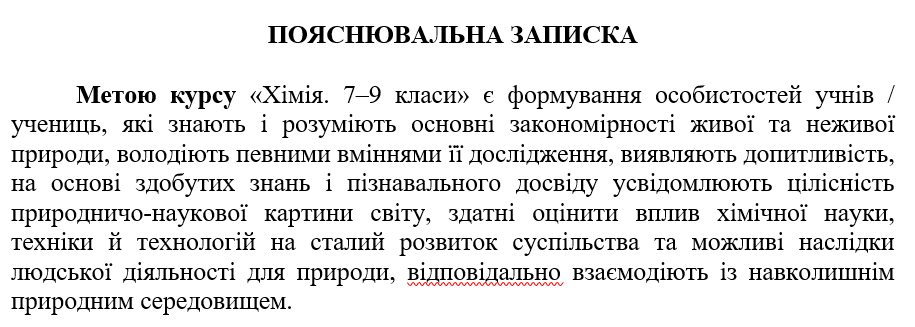 ПОЯСНЮВАЛЬНА ЗАПИСКА
Метою курсу «Хімія. 7–9 класи» є формування особистостей учнів /
учениць, які знають і розуміють основні закономірності живої та неживої
природи, володіють певними вміннями її дослідження, виявляють допитливість,
на основі здобутих знань і пізнавального досвіду усвідомлюють цілісність
природничо-наукової картини світу, здатні оцінити вплив хімічної науки,
техніки й технологій на сталий розвиток суспільства та можливі наслідки
людської діяльності для природи, відповідально взаємодіють із навколишнім
природним середовищем.